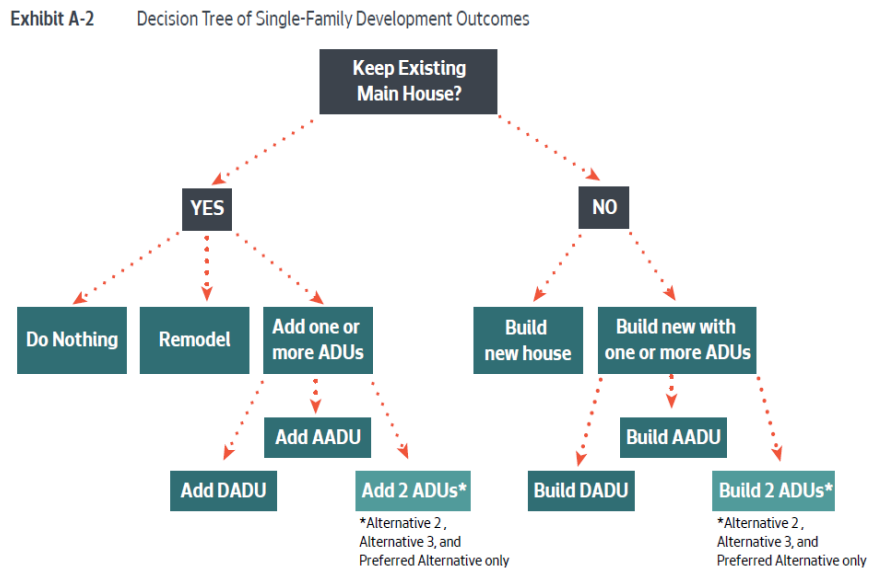 Exhibit A-2 Decision Tree of Single-Family Development Outcomes
Keep Existing
Main House?
YES
NO
Do Nothing
Remodel
Add one or
more ADUs
Build
new house
Build new with
one or more ADUs
Add AADU
Build AADU
Add DADU
Add 2 ADUs*
Build DADU
Build 2 ADUs*
*Alternative 2 ,
Alternative 3, and
Preferred Alternative only
*Alternative 2 ,
Alternative 3, and
Preferred Alternative only